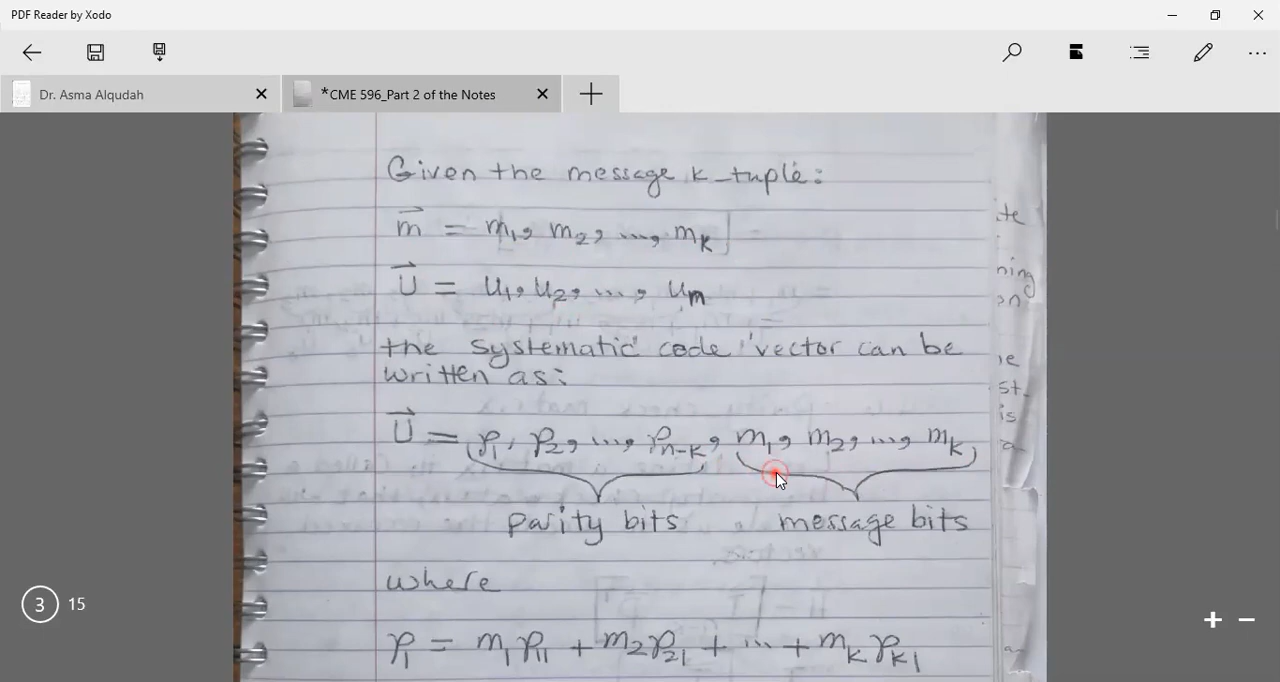 PDF Reader by Xodo
Dr. Asma Alqudah
*CME 596_Part 2 of the Notes
Given the message k-tuple:
m⃗ = m₁, m₂, ..., mₖ
U⃗ = u₁, u₂, ..., uₘ
the systematic code vector can be
written as:
U⃗ = p₁, p₂, ..., pₙ₋ₖ, m₁, m₂, ..., mₖ
parity bits message bits
where
p₁ = m₁p₁₁ + m₂p₂₁ + ... + mₖpₖ₁
3 15